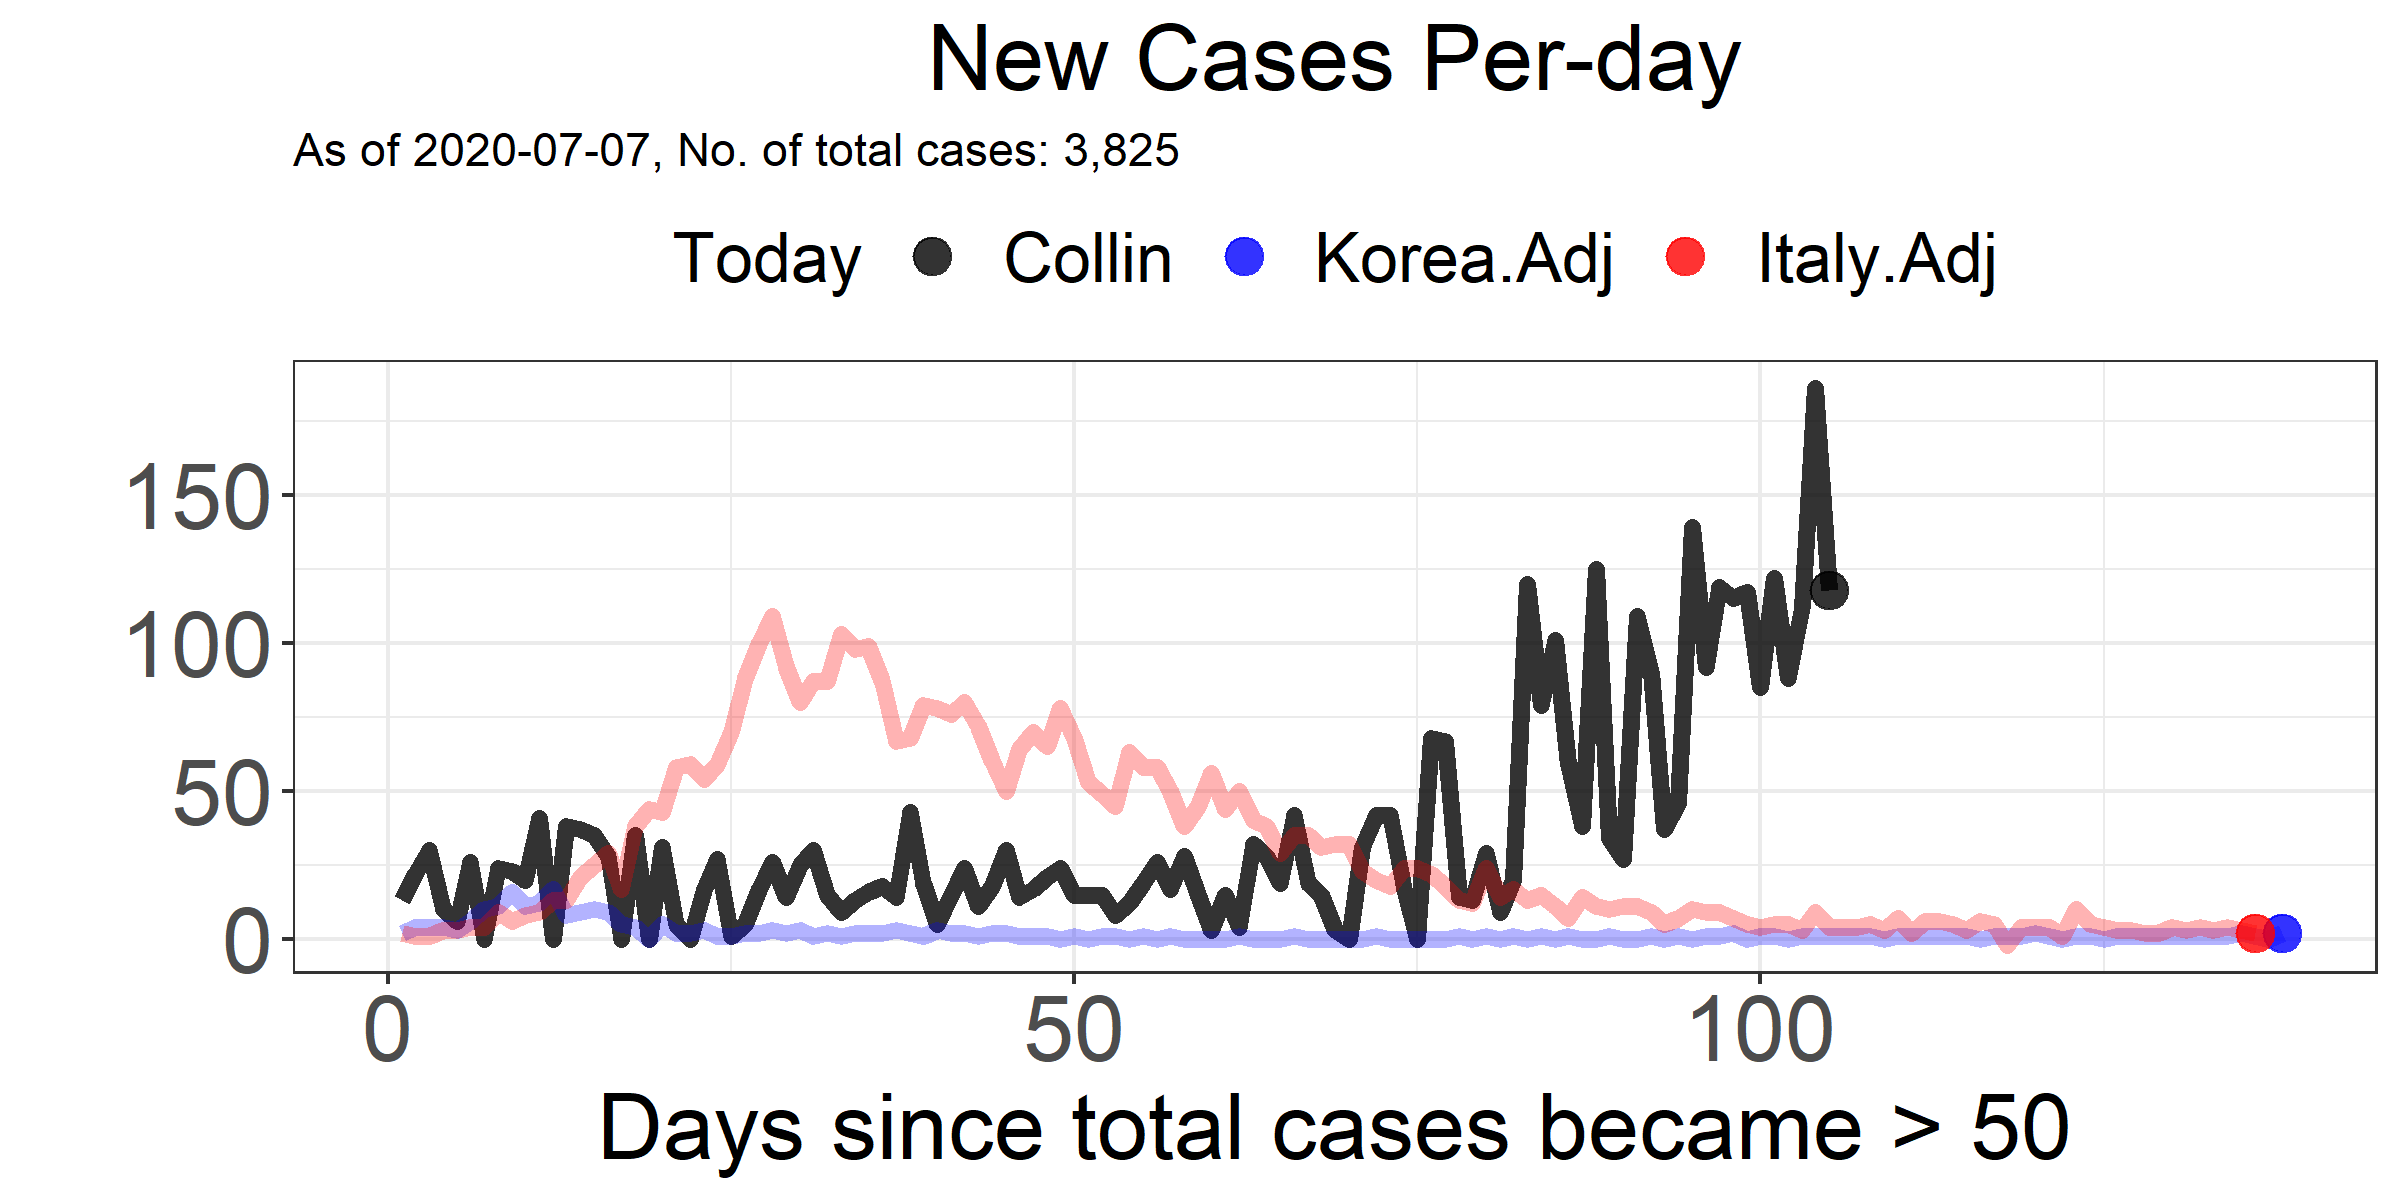 New Cases Per-day
As of 2020-07-07, No. of total cases: 3,825
Today Collin Korea.Adj Italy.Adj
150
100
50
0
0 50 100
Days since total cases became > 50